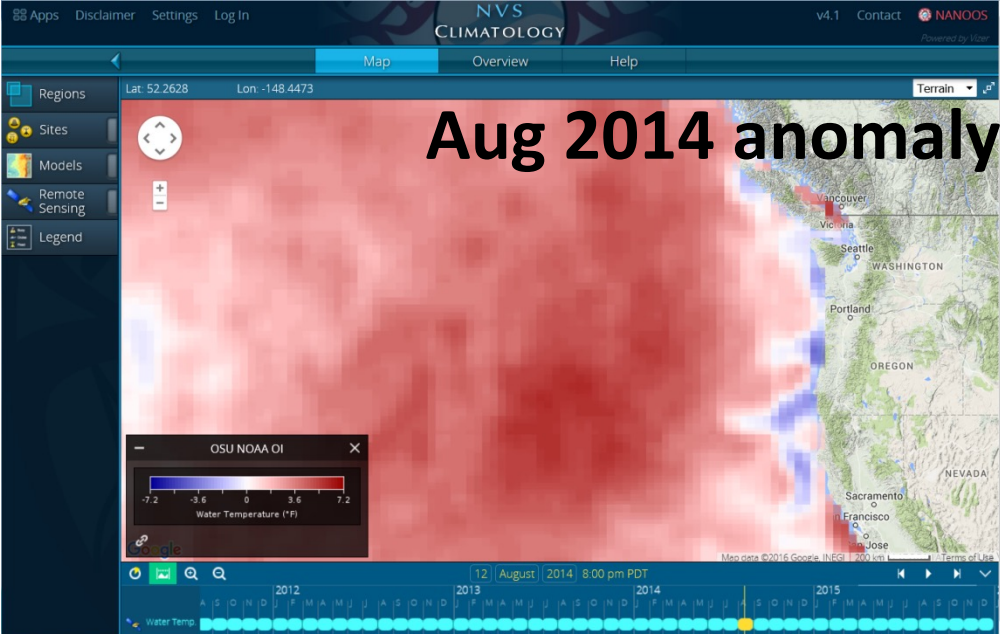 Apps Disclaimer Settings Log In
NVS
CLIMATOLOGY
v4.1 Contact NANOOS
Powered by Vizer
Map Overview Help
Regions
Sites
Models
Remote
Sensing
Legend
Lat: 52.2628 Lon: -148.4473
Terrain
Aug 2014 anomaly
Vancouver
Victoria
Seattle
WASHINGTON
Portland
OREGON
NEVADA
Sacramento
Francisco
San Jose
OSU NOAA OI
-7.2 -3.6 0 3.6 7.2
Water Temperature (°F)
Google
Map data ©2016 Google, INEGI 200 km Terms of Use
12 August 2014 8:00 pm PDT
2012 2013 2014 2015
A S O N D J F M A M J J A S O N D J F M A M J J A S O N D J F M A M J J A S O N D J F M A M J J A S O N D
Water Temp.